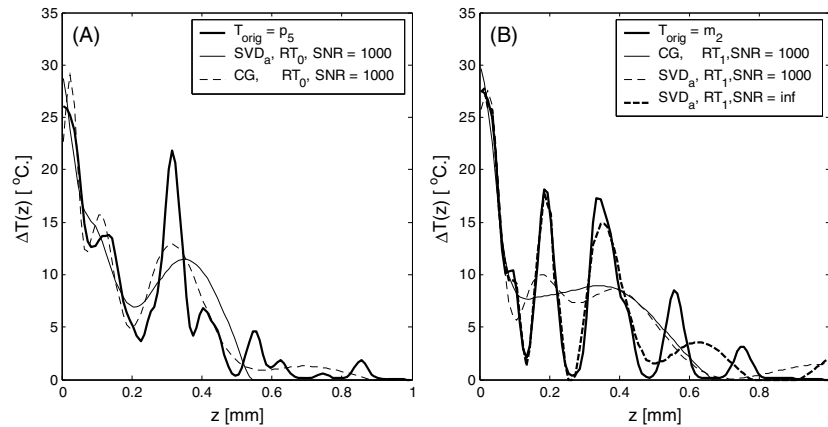 (A)
T_orig = p_5
SVD_a, RT_0, SNR = 1000
CG, RT_0, SNR = 1000
35
30
25
20
15
10
5
0
0 0.2 0.4 0.6 0.8 1
ΔT(z) [ °C.]
z [mm]
(B)
T_orig = m_2
CG, RT_1,SNR = 1000
SVD_a, RT_1,SNR = 1000
SVD_a, RT_1,SNR = inf
35
30
25
20
15
10
5
0
0 0.2 0.4 0.6 0.8
ΔT(z) [ °C.]
z [mm]